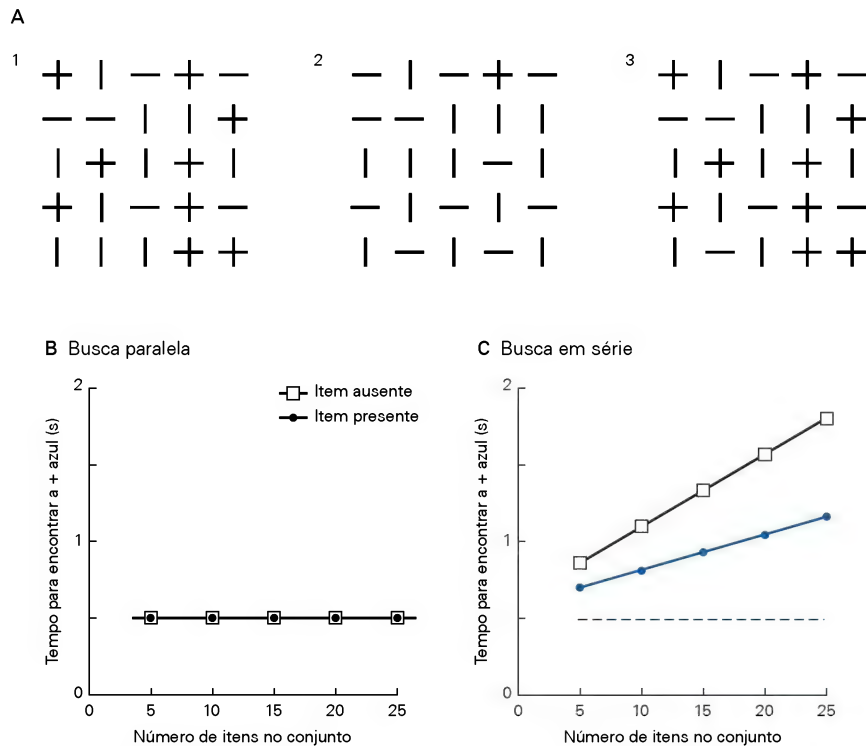 A
1
2
3
B Busca paralela
C Busca em série
Tempo para encontrar a + azul (s)
2
1
0
Item ausente
Item presente
0 5 10 15 20 25
Número de itens no conjunto
Tempo para encontrar a + azul (s)
2
1
0
0 5 10 15 20 25
Número de itens no conjunto